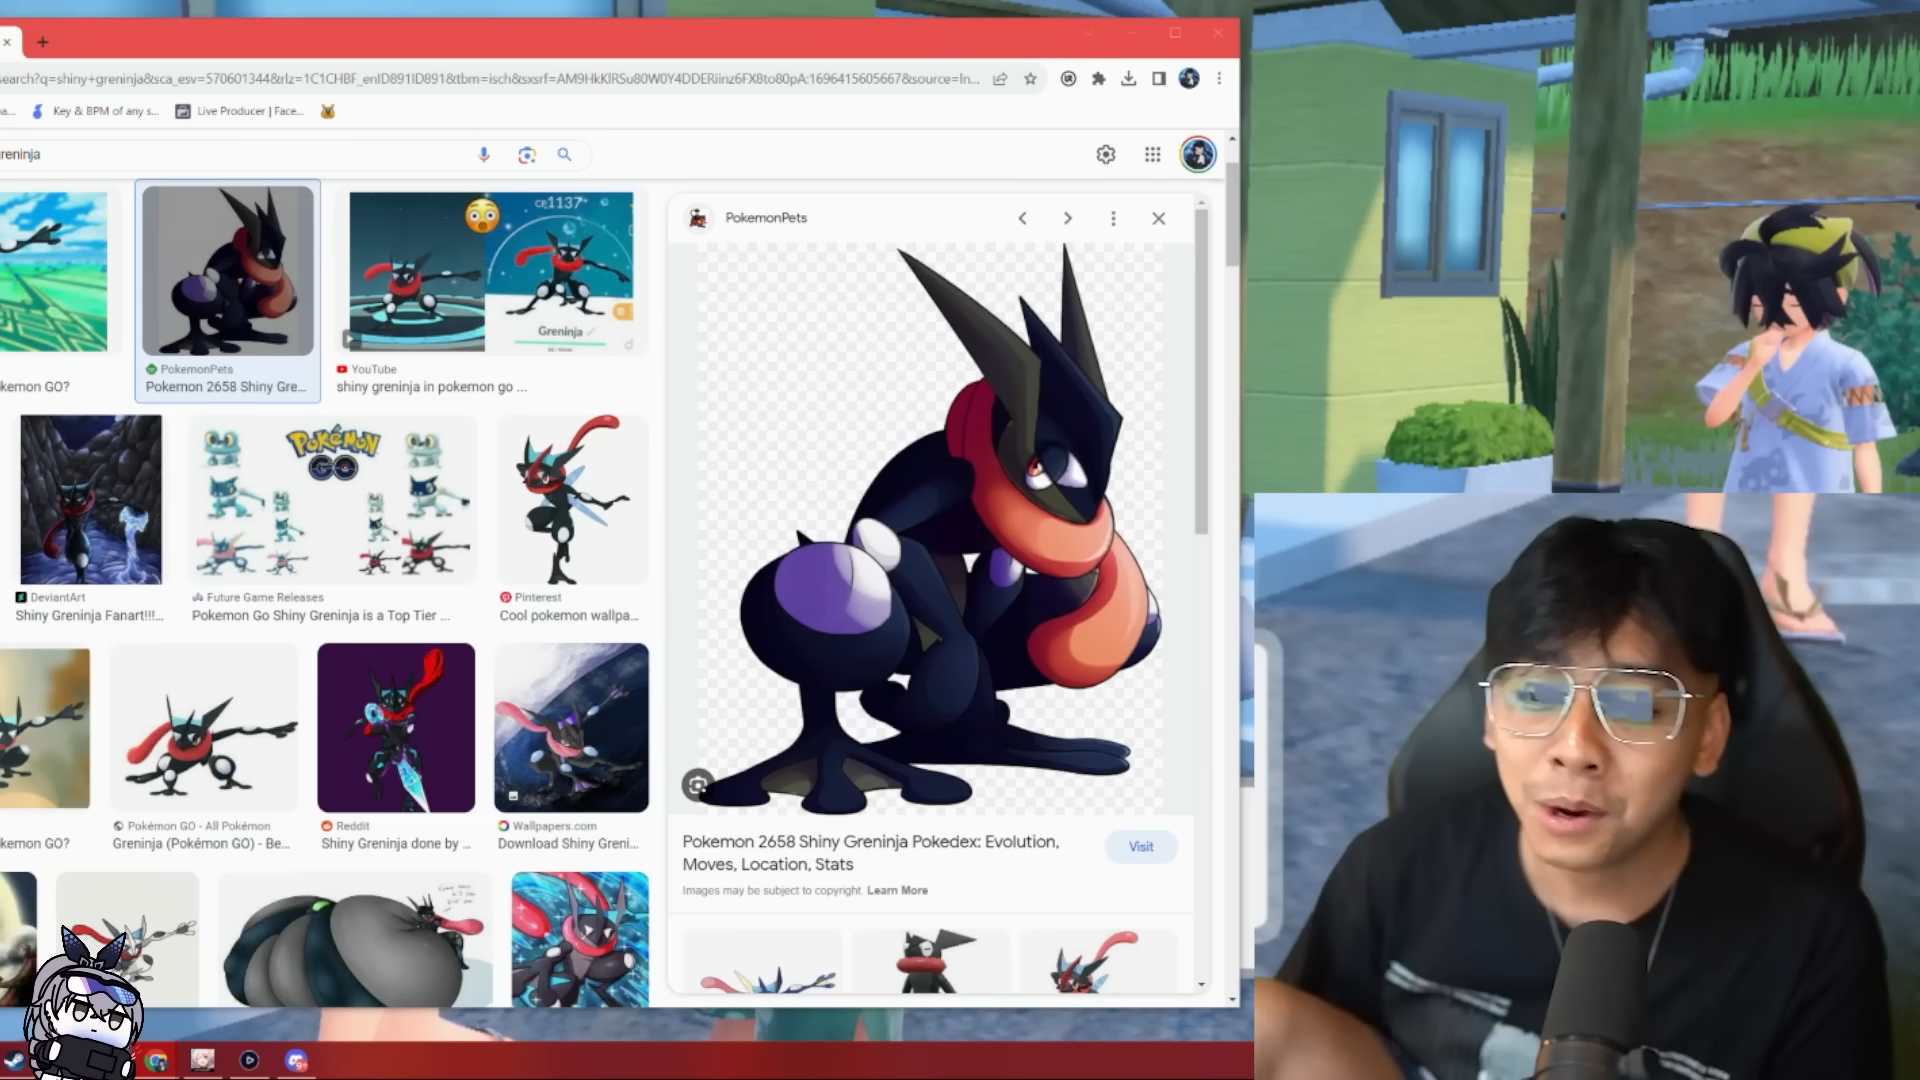 search?q=shiny+greninja&sca_esv=570601344&rlz=1C1CHBF_enID891ID891&tbm=isch&sxsrf=AM9HkKlRSu80W0Y4DDERiinz6FX8to80pA:1696415605667&source=ln...
a... Key & BPM of any s... Live Producer | Face...
reninja
PokemonPets
CP1137
Greninja
kemon GO?
PokemonPets
Pokemon 2658 Shiny Gre...
YouTube
shiny greninja in pokemon go ...
POKÉMON
GO
DeviantArt
Shiny Greninja Fanart!!!...
Future Game Releases
Pokemon Go Shiny Greninja is a Top Tier ...
Pinterest
Cool pokemon wallpa...
kemon GO?
Pokémon GO - All Pokémon
Greninja (Pokémon GO) - Be...
Reddit
Shiny Greninja done by ...
Wallpapers.com
Download Shiny Greni...
Pokemon 2658 Shiny Greninja Pokedex: Evolution,
Moves, Location, Stats
Visit
Images may be subject to copyright. Learn More